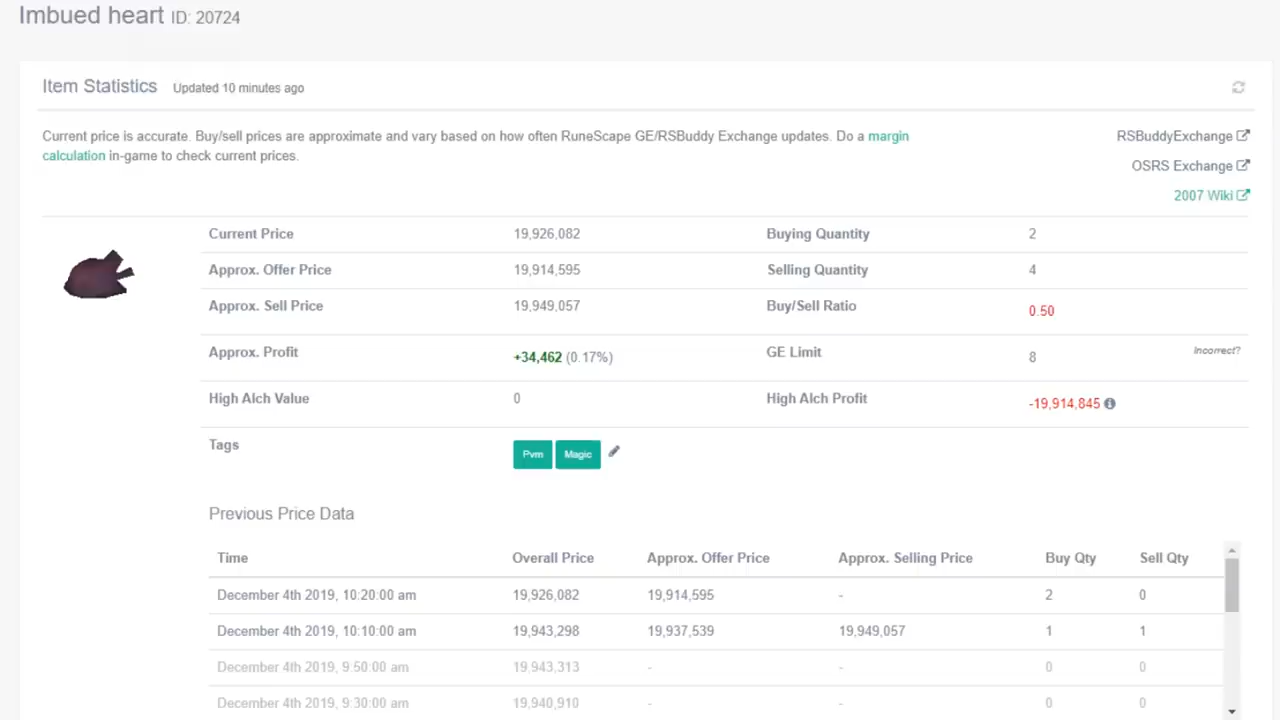 Imbued heart ID: 20724
Item Statistics Updated 10 minutes ago
Current price is accurate. Buy/sell prices are approximate and vary based on how often RuneScape GE/RSBuddy Exchange updates. Do a margin
calculation in-game to check current prices.
RSBuddyExchange
OSRS Exchange
2007 Wiki
Current Price 19,926,082 Buying Quantity 2
Approx. Offer Price 19,914,595 Selling Quantity 4
Approx. Sell Price 19,949,057 Buy/Sell Ratio 0.50
Approx. Profit +34,462 (0.17%) GE Limit 8 Incorrect?
High Alch Value 0 High Alch Profit -19,914,845
Tags Pvm Magic
Previous Price Data
Time Overall Price Approx. Offer Price Approx. Selling Price Buy Qty Sell Qty
December 4th 2019, 10:20:00 am 19,926,082 19,914,595 - 2 0
December 4th 2019, 10:10:00 am 19,943,298 19,937,539 19,949,057 1 1
December 4th 2019, 9:50:00 am 19,943,313 - - 0 0
December 4th 2019, 9:30:00 am 19,940,910 - - 0 0